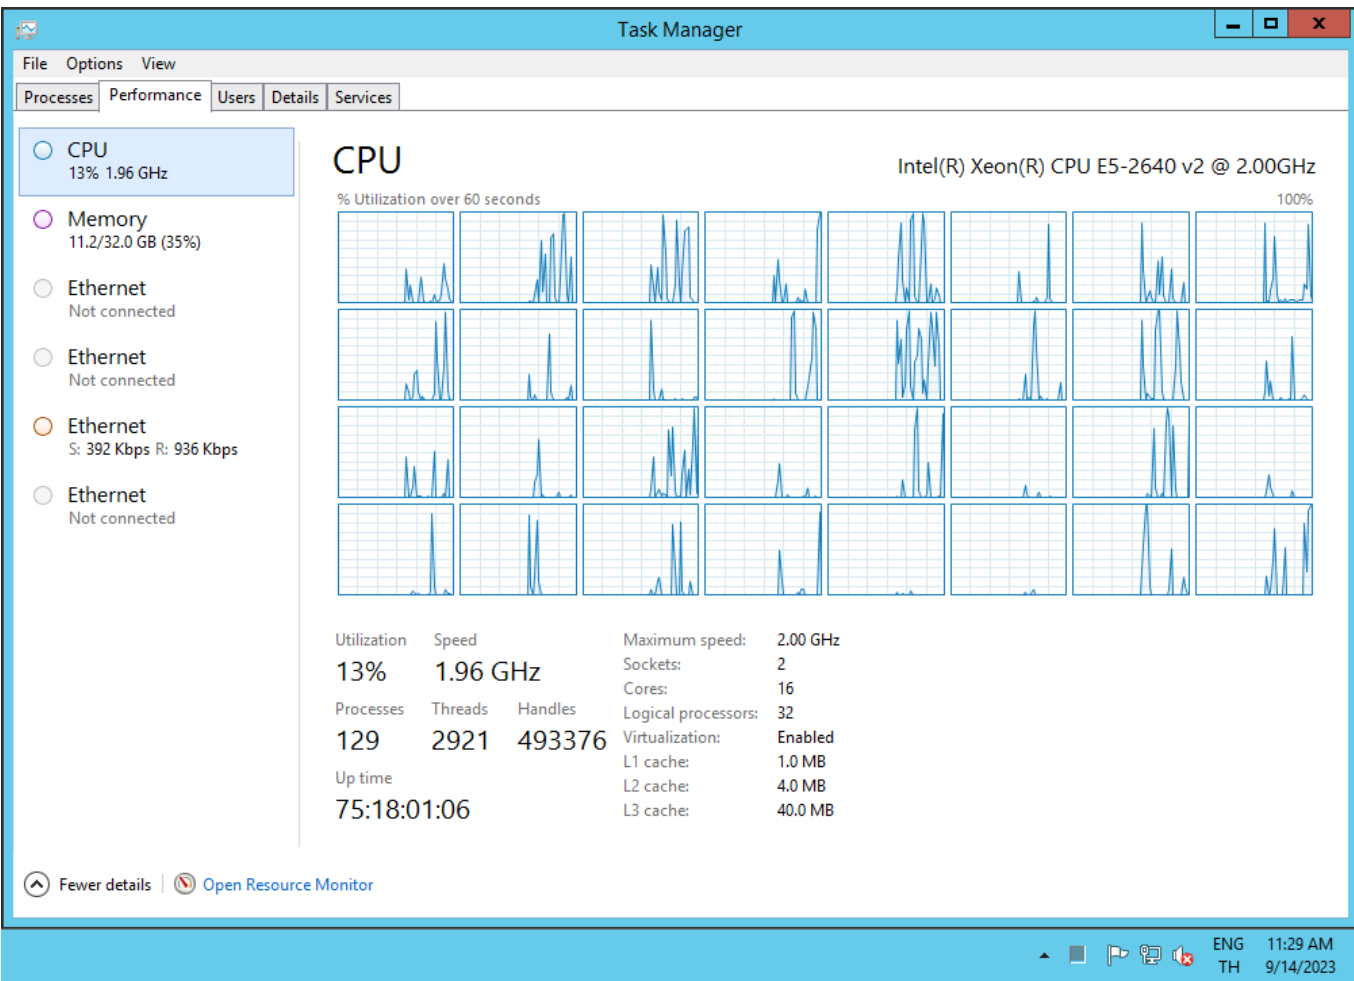 Task Manager
File Options View
Processes Performance Users Details Services
CPU
13% 1.96 GHz
Memory
11.2/32.0 GB (35%)
Ethernet
Not connected
Ethernet
Not connected
Ethernet
S: 392 Kbps R: 936 Kbps
Ethernet
Not connected
CPU
Intel(R) Xeon(R) CPU E5-2640 v2 @ 2.00GHz
% Utilization over 60 seconds
100%
Utilization Speed
13% 1.96 GHz
Processes Threads Handles
129 2921 493376
Up time
75:18:01:06
Maximum speed: 2.00 GHz
Sockets: 2
Cores: 16
Logical processors: 32
Virtualization: Enabled
L1 cache: 1.0 MB
L2 cache: 4.0 MB
L3 cache: 40.0 MB
Fewer details Open Resource Monitor
ENG 11:29 AM
TH 9/14/2023